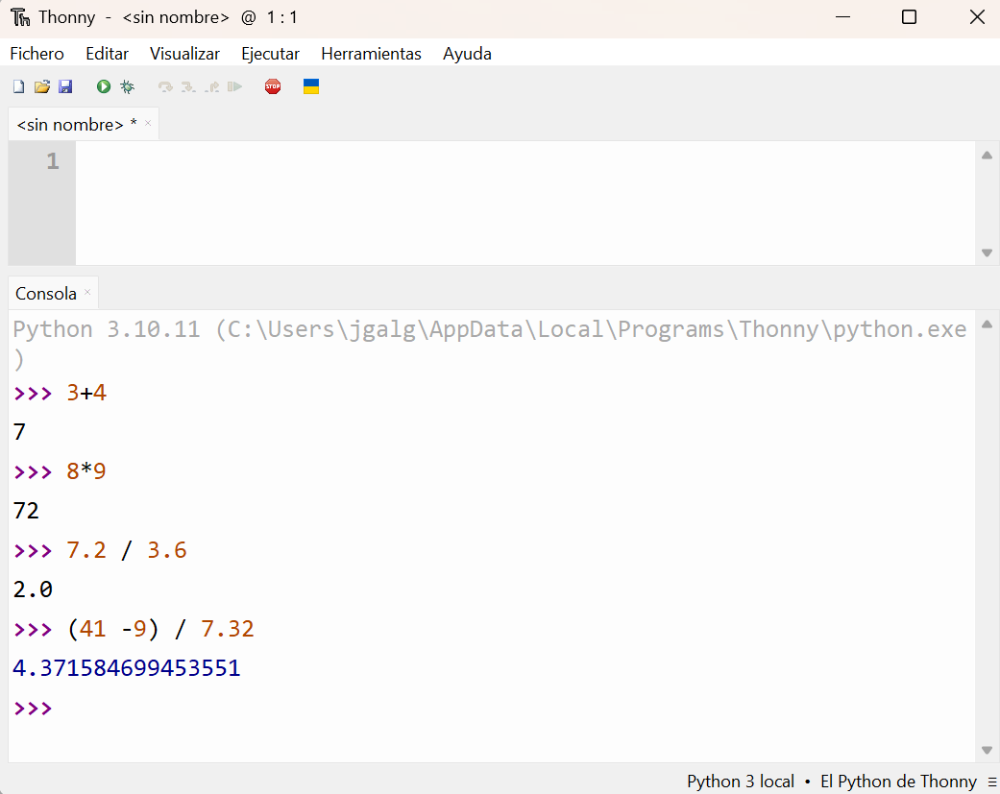 Thonny - <sin nombre> @ 1 : 1
Fichero Editar Visualizar Ejecutar Herramientas Ayuda
STOP
<sin nombre> *
1
Consola
Python 3.10.11 (C:\Users\jgalg\AppData\Local\Programs\Thonny\python.exe
)
>>> 3+4
7
>>> 8*9
72
>>> 7.2 / 3.6
2.0
>>> (41 -9) / 7.32
4.371584699453551
>>>
Python 3 local • El Python de Thonny ≡